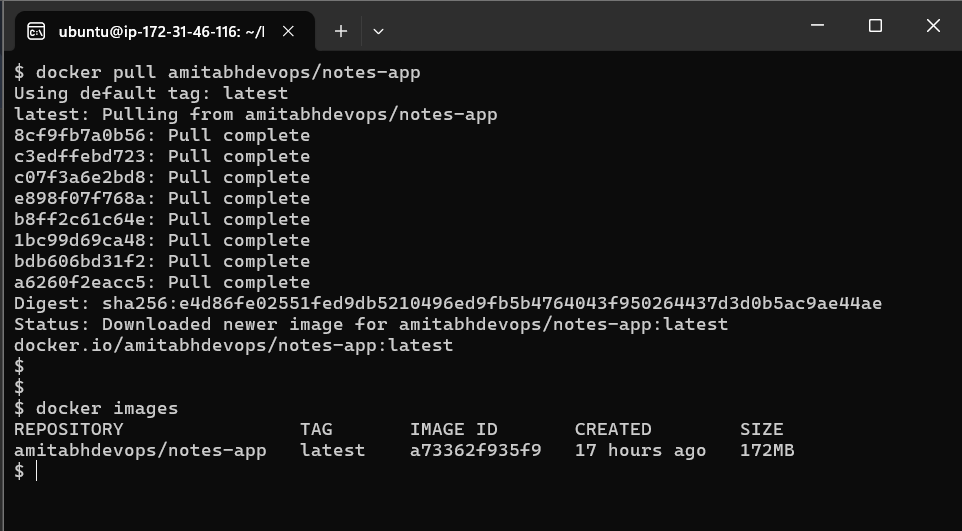 ubuntu@ip-172-31-46-116: ~/
$ docker pull amitabhdevops/notes-app
Using default tag: latest
latest: Pulling from amitabhdevops/notes-app
8cf9fb7a0b56: Pull complete
c3edffebd723: Pull complete
c07f3a6e2bd8: Pull complete
e898f07f768a: Pull complete
b8ff2c61c64e: Pull complete
1bc99d69ca48: Pull complete
bdb606bd31f2: Pull complete
a6260f2eacc5: Pull complete
Digest: sha256:e4d86fe02551fed9db5210496ed9fb5b4764043f950264437d3d0b5ac9ae44ae
Status: Downloaded newer image for amitabhdevops/notes-app:latest
docker.io/amitabhdevops/notes-app:latest
$
$
$ docker images
REPOSITORY TAG IMAGE ID CREATED SIZE
amitabhdevops/notes-app latest a73362f935f9 17 hours ago 172MB
$